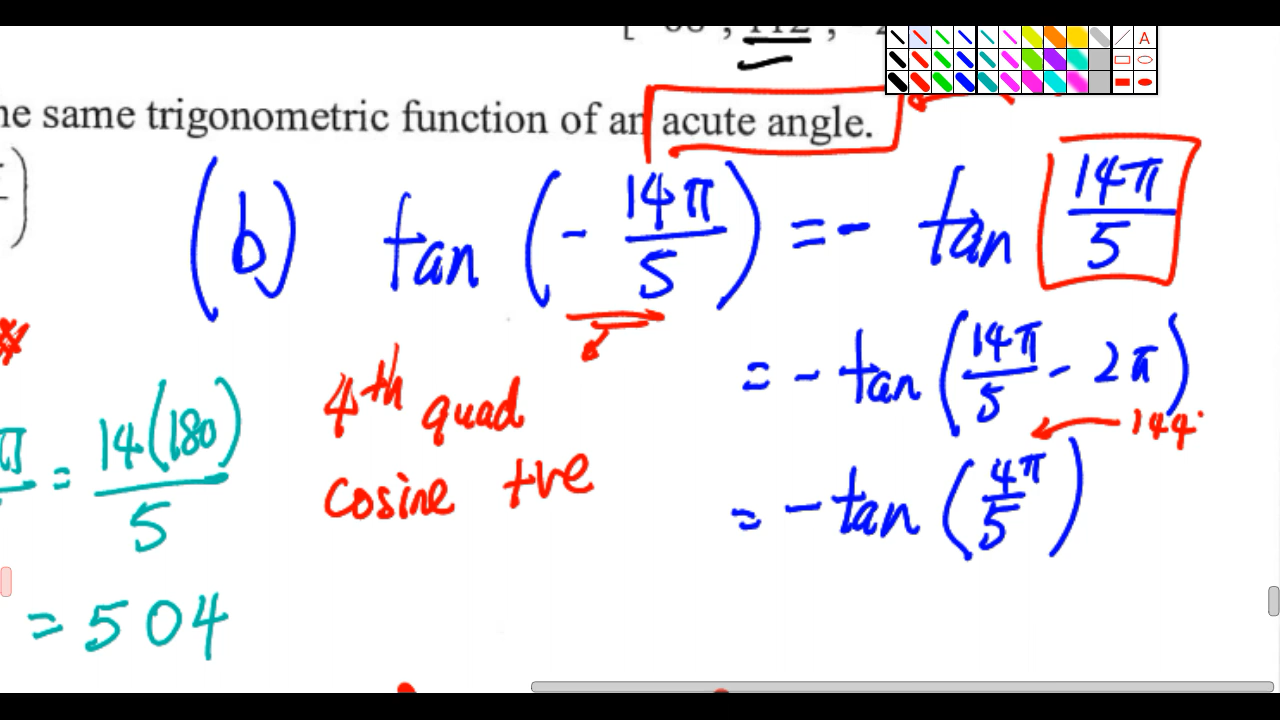 he same trigonometric function of an acute angle.
(b) tan (- 14π/5) = - tan 14π/5
= - tan (14π/5 - 2π)
144°
= - tan (4π/5)
4th quad
cosine +ve
π = 14(180)/5
= 504
A